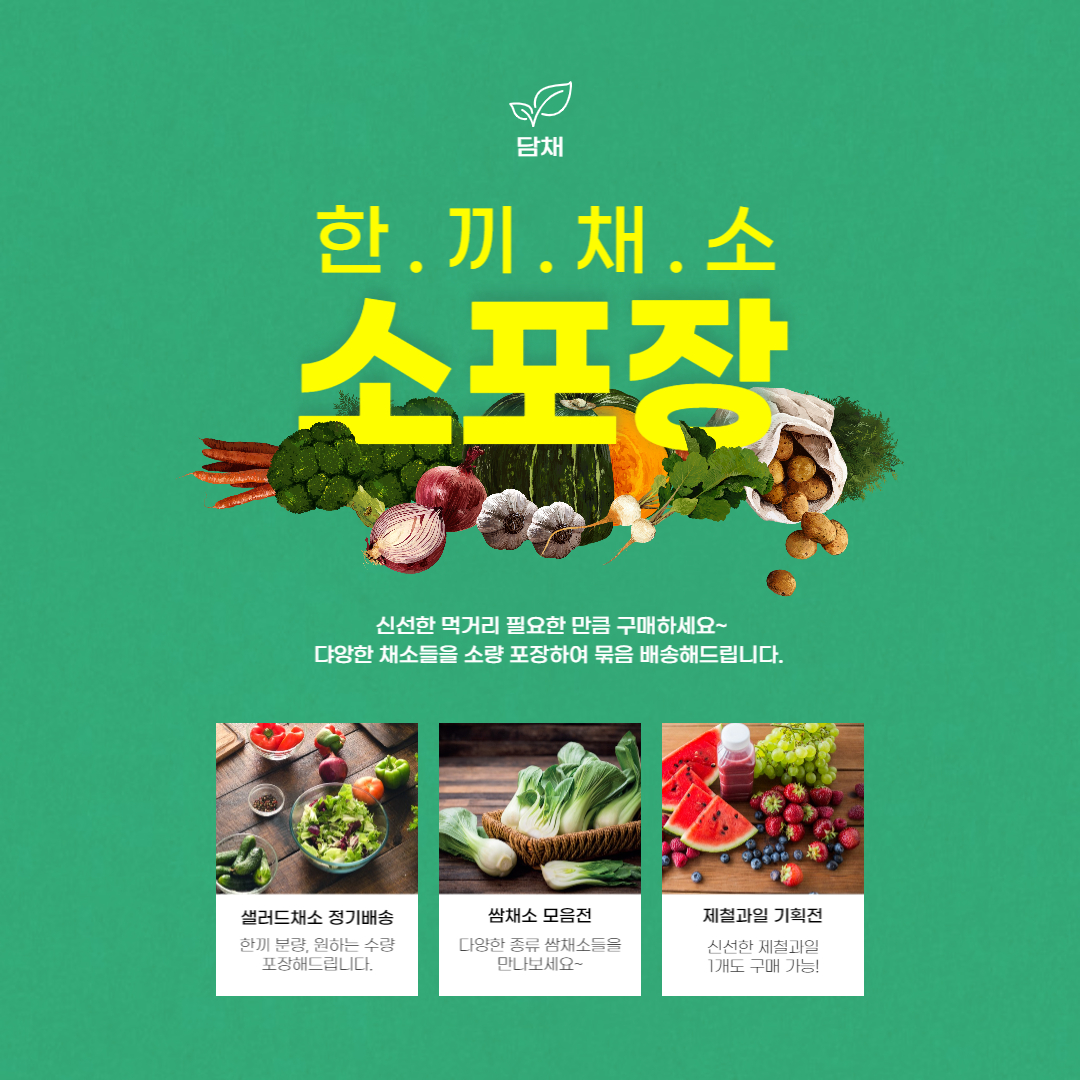 담채
한.끼.채.소
소포장
신선한 먹거리 필요한 만큼 구매하세요~
댜양한 채소들을 소량 포장하여 묶음 배송해드립니다.
샐러드채소 정기배송
한끼 분량, 원하는 수량
포장해드립니다.
쌈채소 모음전
다양한 종류 쌈채소들을
만나보세요~
제철과일 기획전
신선한 제철과일
1개도 구매 가능!